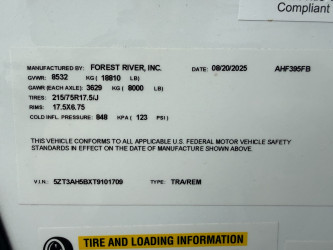 Compliant
MANUFACTURED BY: FOREST RIVER, INC. DATE: 08/20/2025 AHF395FB
GVWR: 8532 KG ( 18810 LB)
GAWR (EACH AXLE): 3629 KG ( 8000 LB)
TIRES: 215/75R17.5/J
RIMS: 17.5X6.75
COLD INFL. PRESSURE: 848 KPA ( 123 PSI )
THIS VEHICLE CONFORMS TO ALL APPLICABLE U.S. FEDERAL MOTOR VEHICLE SAFETY
STANDARDS IN EFFECT ON THE DATE OF MANUFACTURE SHOWN ABOVE.
V.I.N.: 5ZT3AH5BXT9101709 TYPE: TRA/REM
TIRE AND LOADING INFORMATION